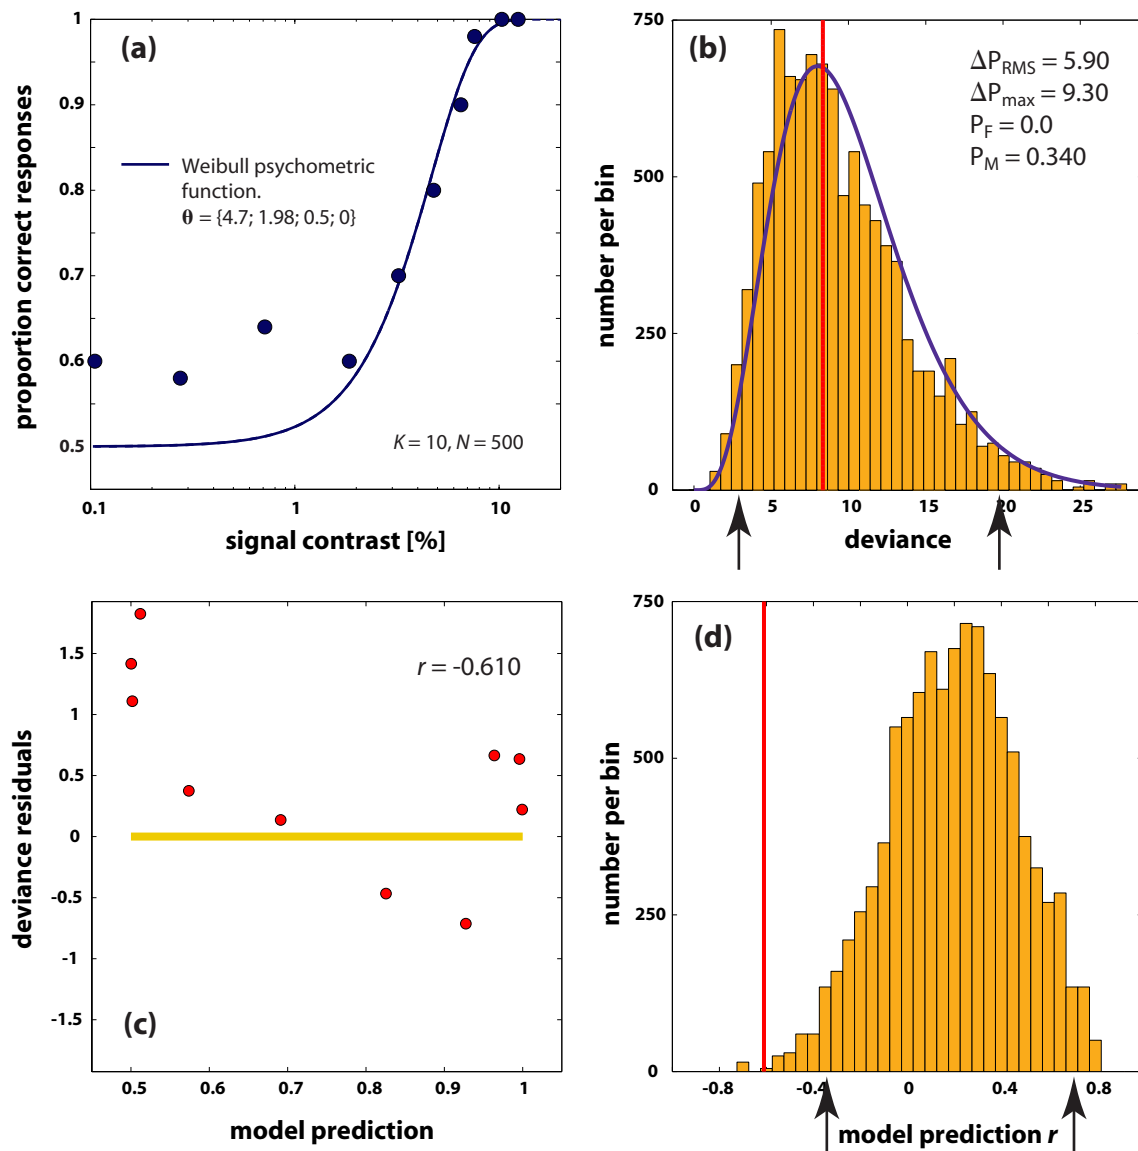 (a)
1
0.9
0.8
0.7
0.6
0.5
proportion correct responses
Weibull psychometric
function.
θ = {4.7; 1.98; 0.5; 0}
K = 10, N = 500
0.1
1
10
signal contrast [%]
(b)
750
500
250
0
number per bin
ΔP_RMS = 5.90
ΔP_max = 9.30
P_F = 0.0
P_M = 0.340
0
5
10
15
20
25
deviance
(c)
1.5
1
0.5
0
-0.5
-1
-1.5
deviance residuals
r = -0.610
0.5
0.6
0.7
0.8
0.9
1
model prediction
(d)
750
500
250
0
number per bin
-0.8
-0.4
0
0.4
0.8
model prediction r